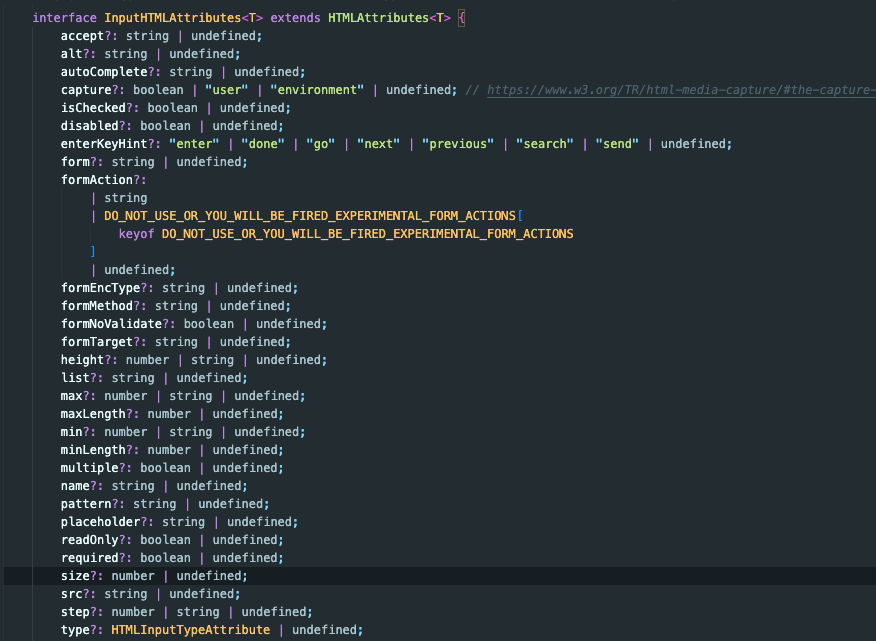 interface InputHTMLAttributes<T> extends HTMLAttributes<T> {
accept?: string | undefined;
alt?: string | undefined;
autoComplete?: string | undefined;
capture?: boolean | "user" | "environment" | undefined; // https://www.w3.org/TR/html-media-capture/#the-capture-
isChecked?: boolean | undefined;
disabled?: boolean | undefined;
enterKeyHint?: "enter" | "done" | "go" | "next" | "previous" | "search" | "send" | undefined;
form?: string | undefined;
formAction?:
| string
| DO_NOT_USE_OR_YOU_WILL_BE_FIRED_EXPERIMENTAL_FORM_ACTIONS[
keyof DO_NOT_USE_OR_YOU_WILL_BE_FIRED_EXPERIMENTAL_FORM_ACTIONS
]
| undefined;
formEncType?: string | undefined;
formMethod?: string | undefined;
formNoValidate?: boolean | undefined;
formTarget?: string | undefined;
height?: number | string | undefined;
list?: string | undefined;
max?: number | string | undefined;
maxLength?: number | undefined;
min?: number | string | undefined;
minLength?: number | undefined;
multiple?: boolean | undefined;
name?: string | undefined;
pattern?: string | undefined;
placeholder?: string | undefined;
readOnly?: boolean | undefined;
required?: boolean | undefined;
size?: number | undefined;
src?: string | undefined;
step?: number | string | undefined;
type?: HTMLInputTypeAttribute | undefined;